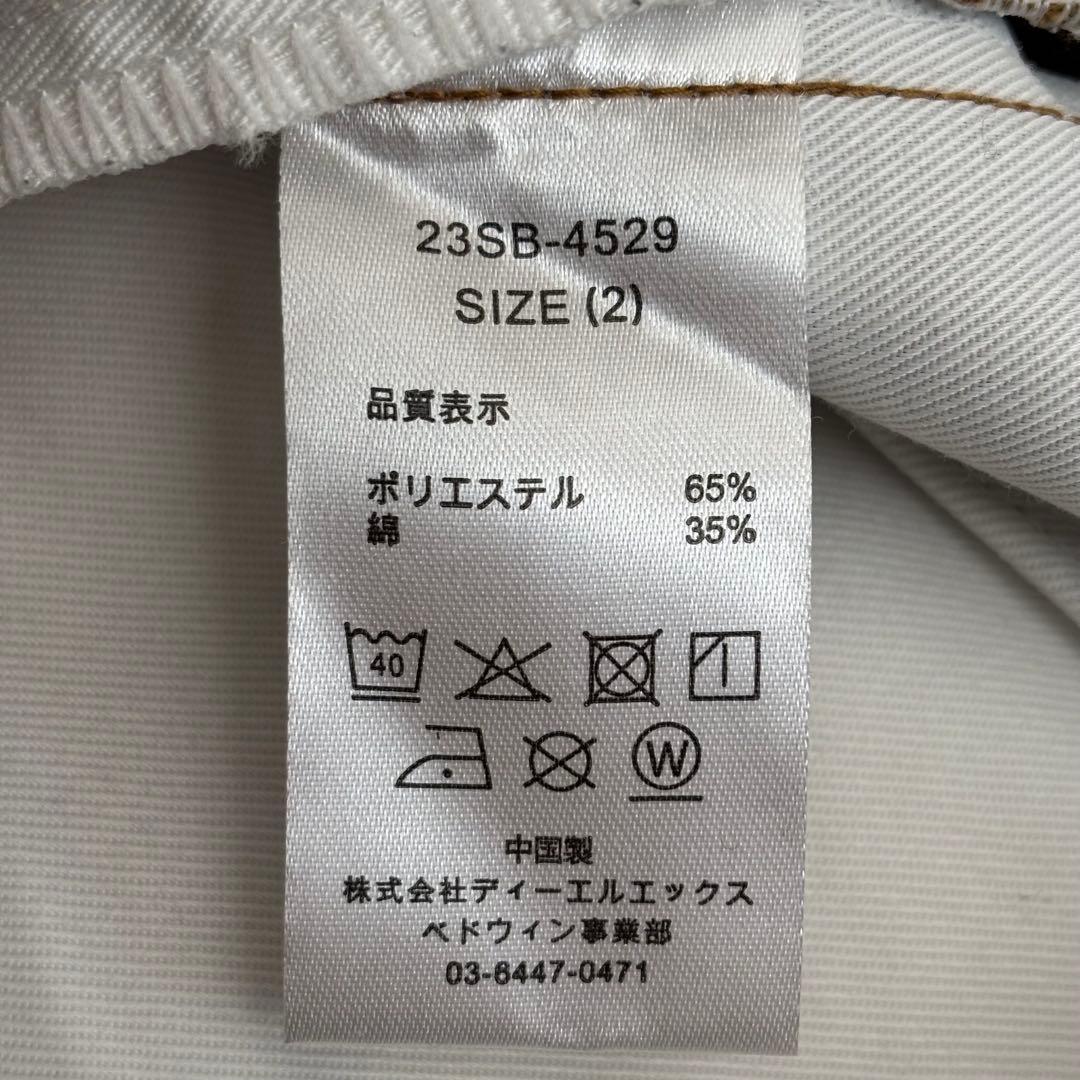 23SB-4529
SIZE (2)
品質表示
ポリエステル 65%
綿 35%
40
W
中国製
株式会社ディーエルエックス
ベドウィン事業部
03-6447-0471